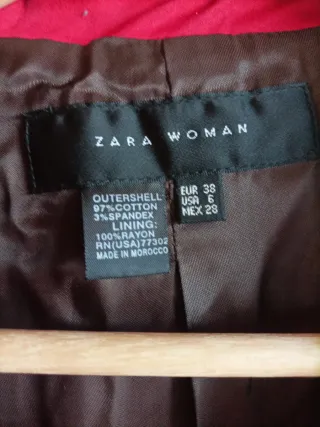 ZARA WOMAN
OUTERSHELL:
97%COTTON
3%SPANDEX
LINING:
100%RAYON
RN(USA)77302
MADE IN MOROCCO
EUR 38
USA 6
MEX 28